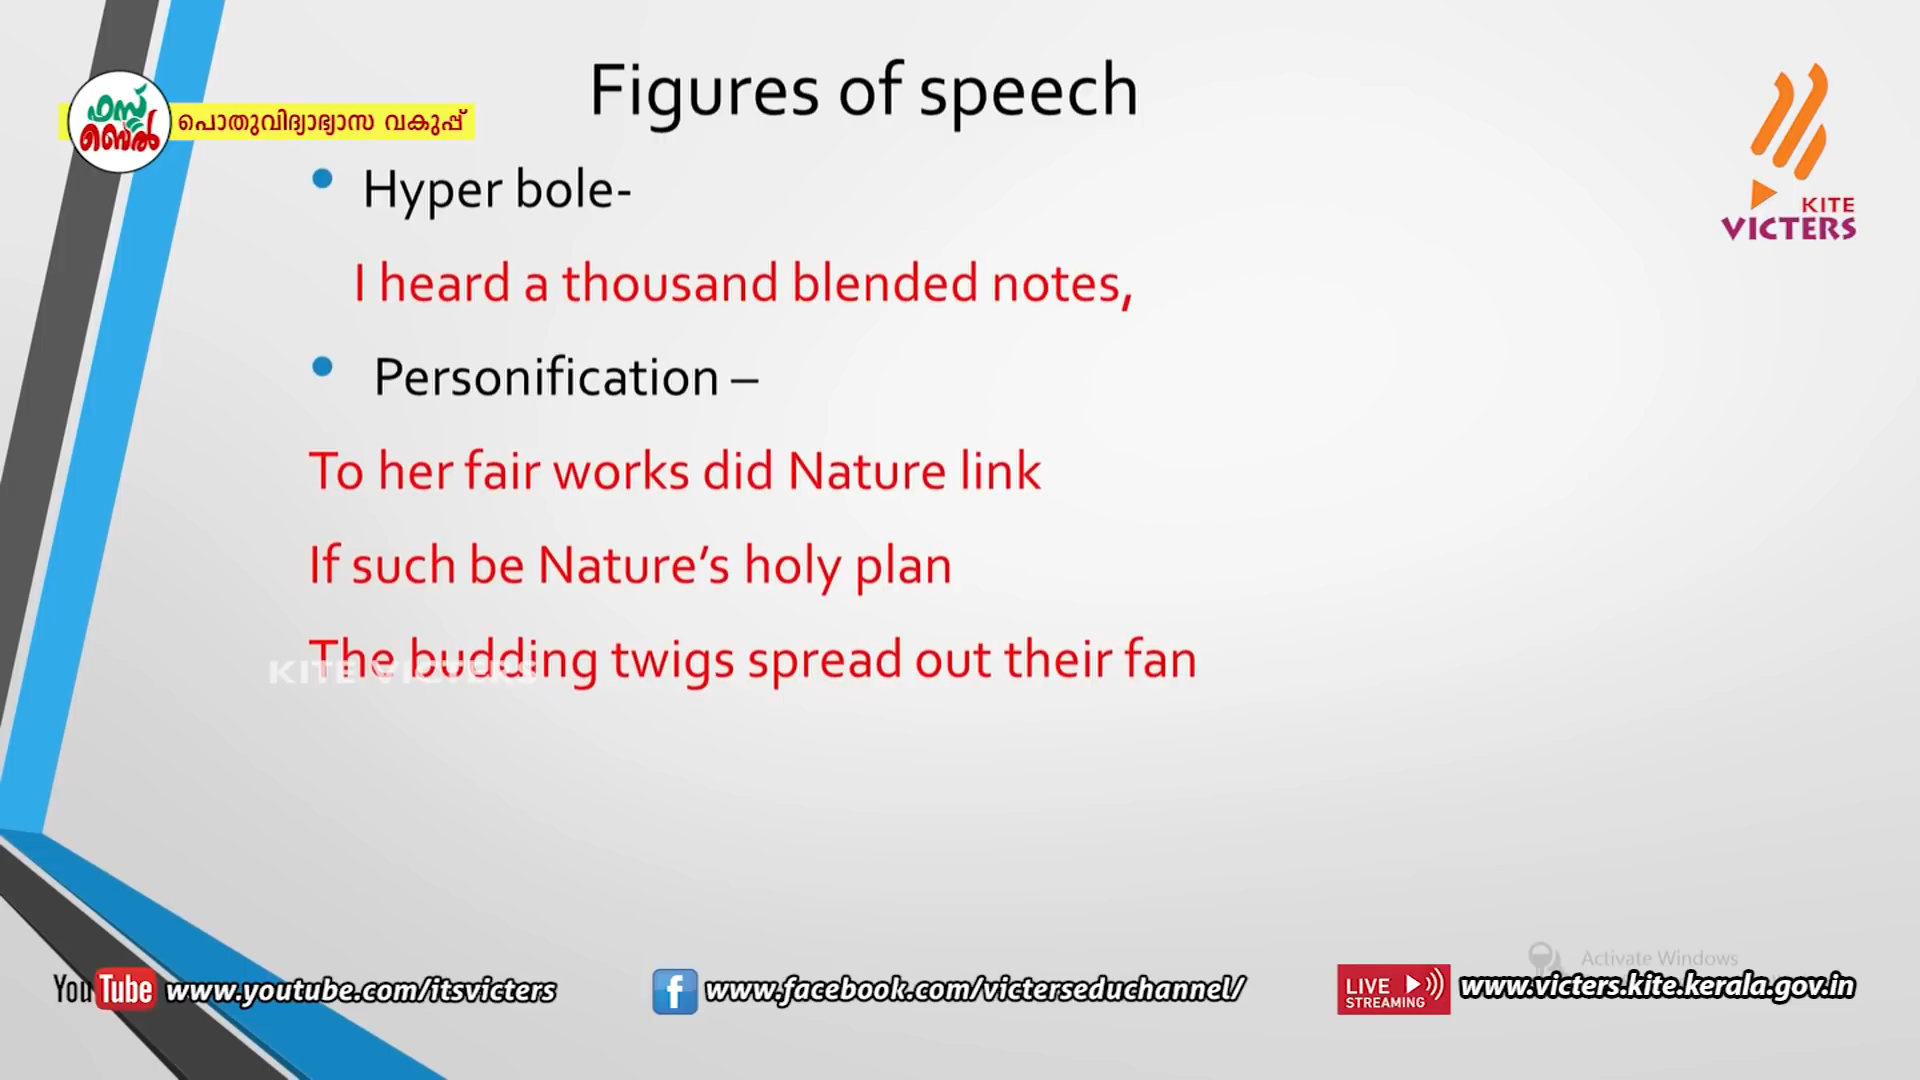 Figures of speech
ഫസ്റ്റ് ബെൽ
പൊതുവിദ്യാഭ്യാസ വകുപ്പ്
KITE
VICTERS
Hyper bole-
I heard a thousand blended notes,
Personification –
To her fair works did Nature link
If such be Nature’s holy plan
The budding twigs spread out their fan
KITE VICTERS
Activate Windows
YouTube www.youtube.com/itsvicters
f www.facebook.com/victerseduchannel/
LIVE STREAMING www.victers.kite.kerala.gov.in